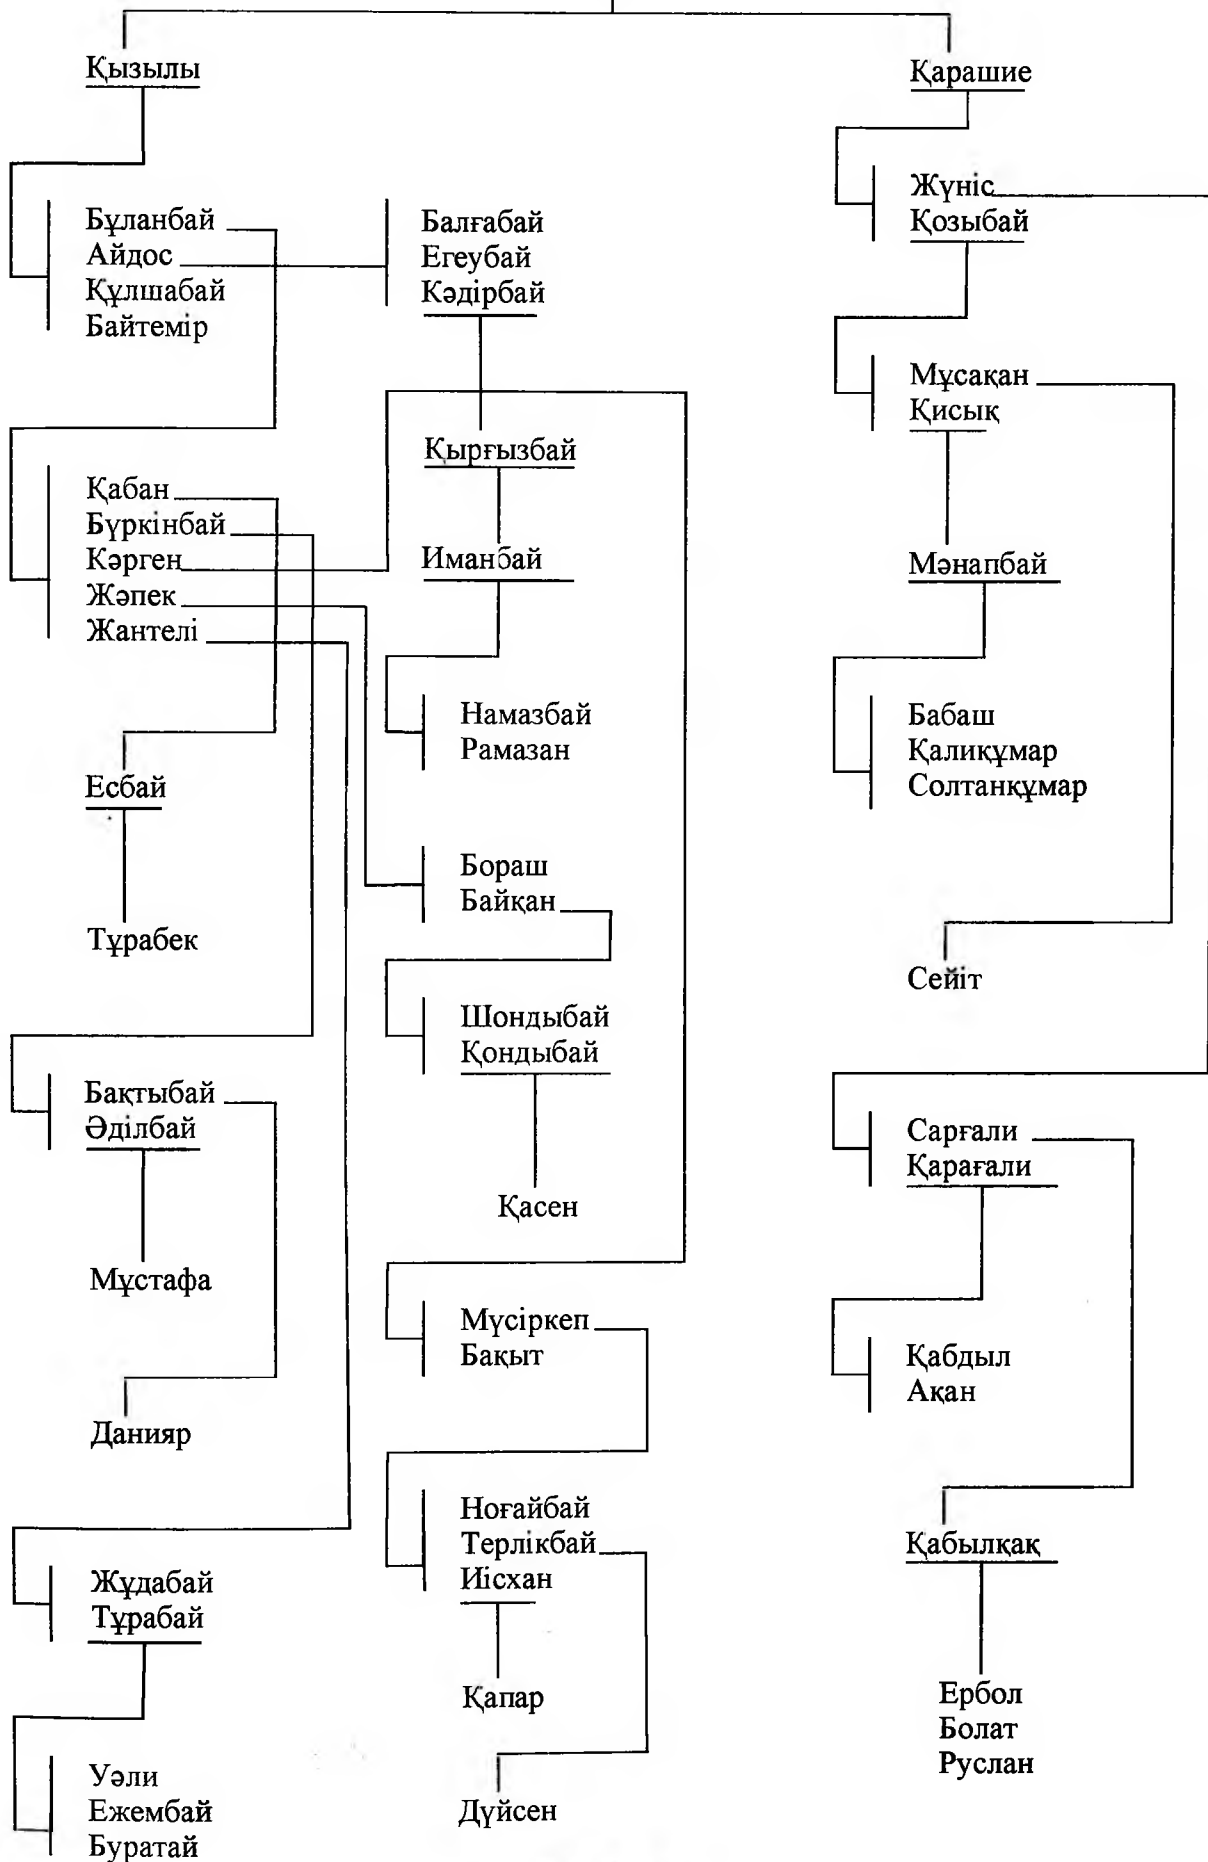 Қызылы
Қарашие
Бұланбай
Айдос
Құлшабай
Байтемір
Балғабай
Егеубай
Кәдірбай
Жүніс
Қозыбай
Қабан
Бүркінбай
Кәрген
Жәпек
Жантелі
Қырғызбай
Иманбай
Мұсақан
Қисық
Мәнапбай
Намазбай
Рамазан
Бабаш
Қалиқұмар
Солтанқұмар
Есбай
Тұрабек
Бораш
Байқан
Сейіт
Шондыбай
Қондыбай
Бақтыбай
Әділбай
Сарғали
Қарағали
Қасен
Мұстафа
Мүсіркеп
Бақыт
Қабдыл
Ақан
Данияр
Ноғайбай
Терлікбай
Иісхан
Қабылқақ
Жұдабай
Тұрабай
Қапар
Ербол
Болат
Руслан
Уәли
Ежембай
Буратай
Дүйсен